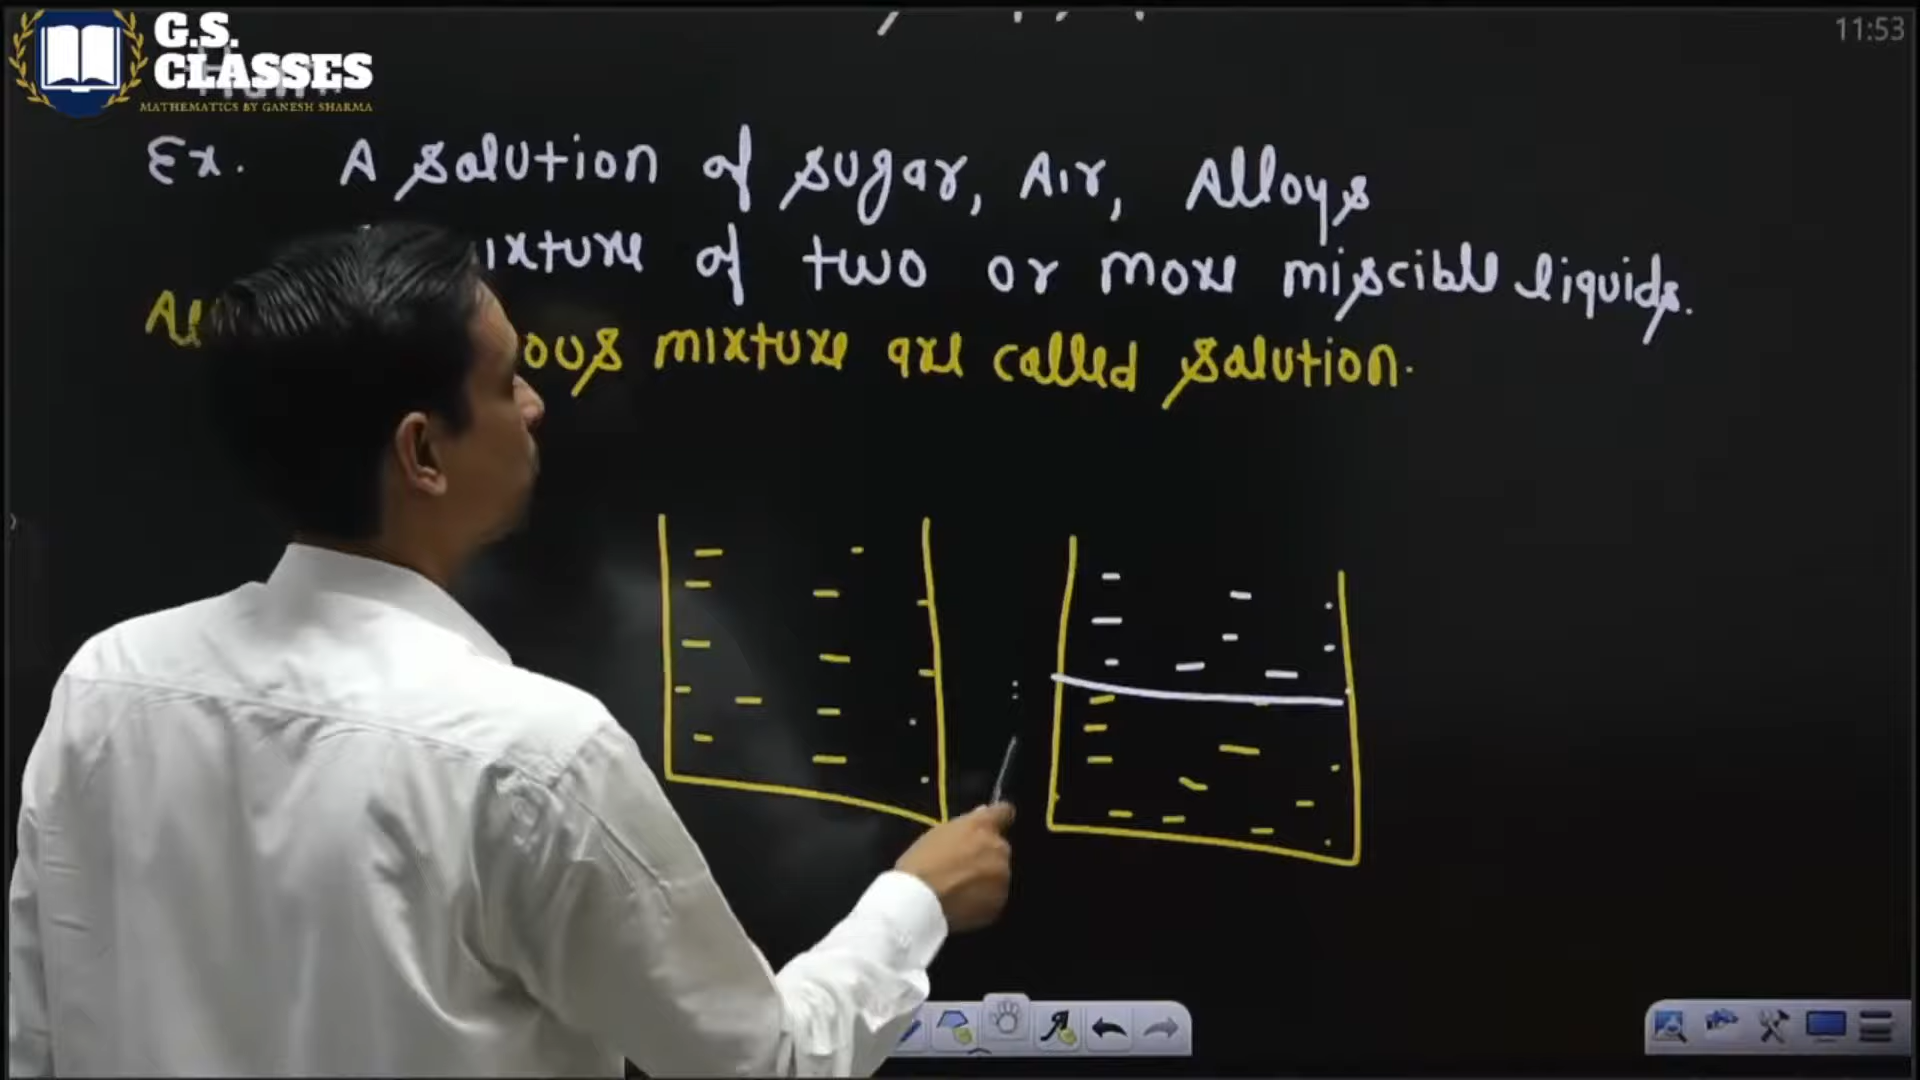 G.S.
CLASSES
MATHEMATICS BY GANESH SHARMA
11:53
Ex. A solution of sugar, Air, Alloys
ixture of two or more miscible liquids.
ous mixture are called solution.